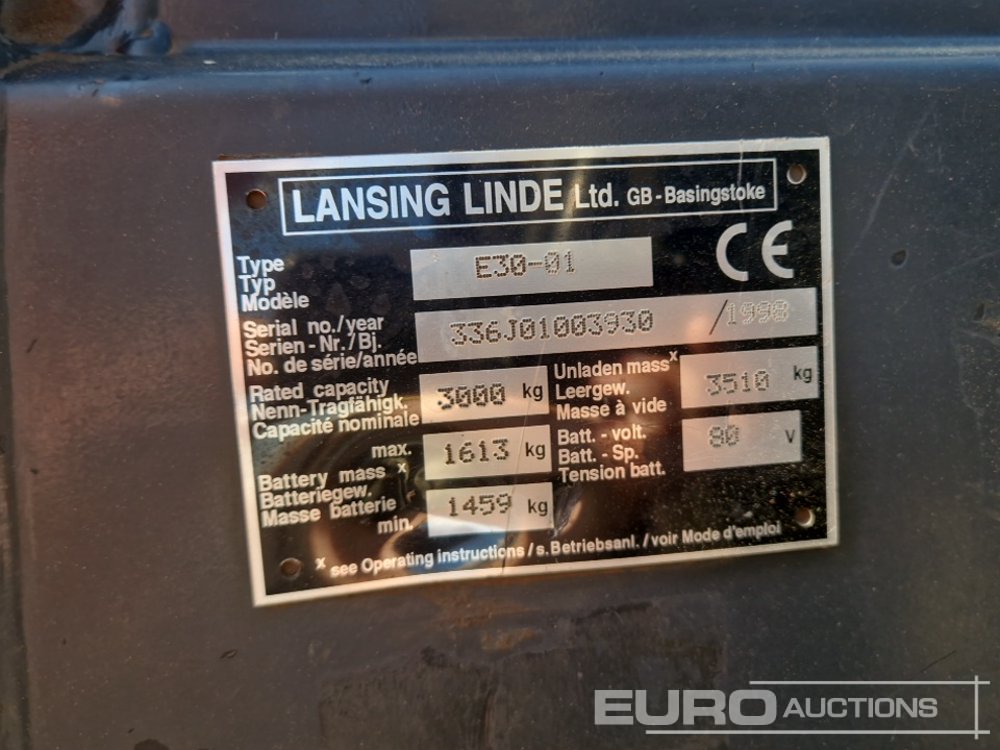 LANSING LINDE Ltd. GB - Basingstoke
Type
Typ
Modèle
E30-01
CE
Serial no./year
Serien - Nr./Bj.
No. de série/année
336J01003930 /1998
Rated capacity
Nenn-Tragfähigk.
Capacité nominale
3000 kg
Unladen mass x
Leergew.
Masse à vide
3510 kg
max.
Battery mass x
Batteriegew.
Masse batterie
min.
1613 kg
1459 kg
Batt. - volt.
Batt. - Sp.
Tension batt.
80 V
x see Operating instructions / s. Betriebsanl. / voir Mode d'emploi
EURO AUCTIONS